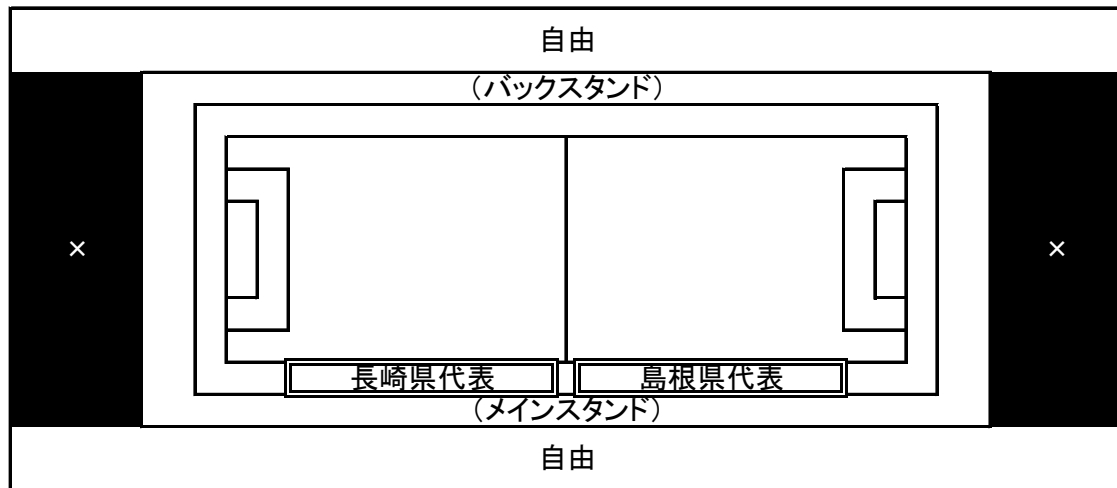 自由
（バックスタンド）
×
×
長崎県代表
島根県代表
（メインスタンド）
自由